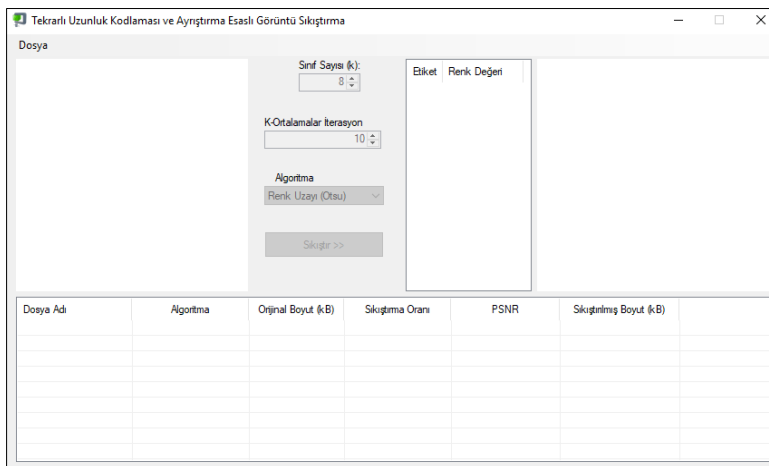 Tekrarlı Uzunluk Kodlaması ve Ayrıştırma Esaslı Görüntü Sıkıştırma
Dosya
Sınıf Sayısı (k):
8
K-Ortalamalar İterasyon
10
Algoritma
Renk Uzayı (Otsu)
Sıkıştır >>
Etiket Renk Değeri
Dosya Adı Algoritma Orijinal Boyut (kB) Sıkıştırma Oranı PSNR Sıkıştırılmış Boyut (kB)